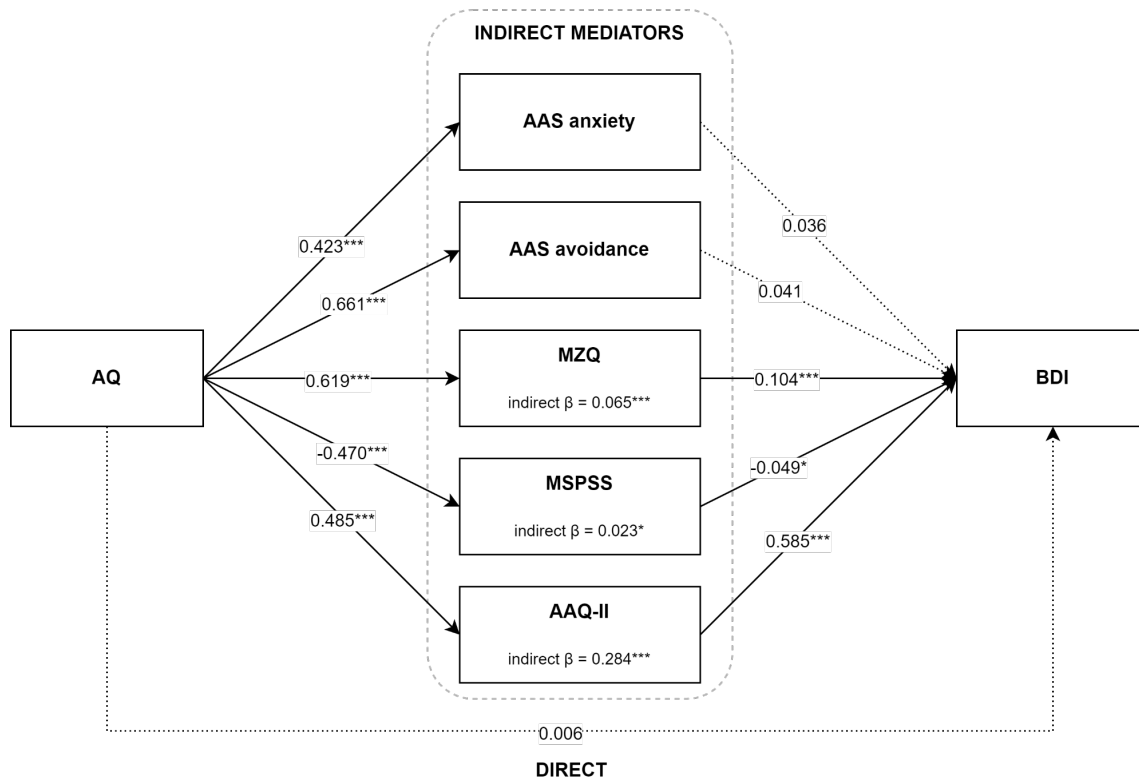 INDIRECT MEDIATORS
AAS anxiety
0.423***
0.036
AAS avoidance
0.661***
0.041
AQ
0.619***
MZQ
indirect β = 0.065***
0.104***
BDI
-0.470***
MSPSS
indirect β = 0.023*
-0.049*
0.485***
AAQ-II
indirect β = 0.284***
0.585***
0.006
DIRECT